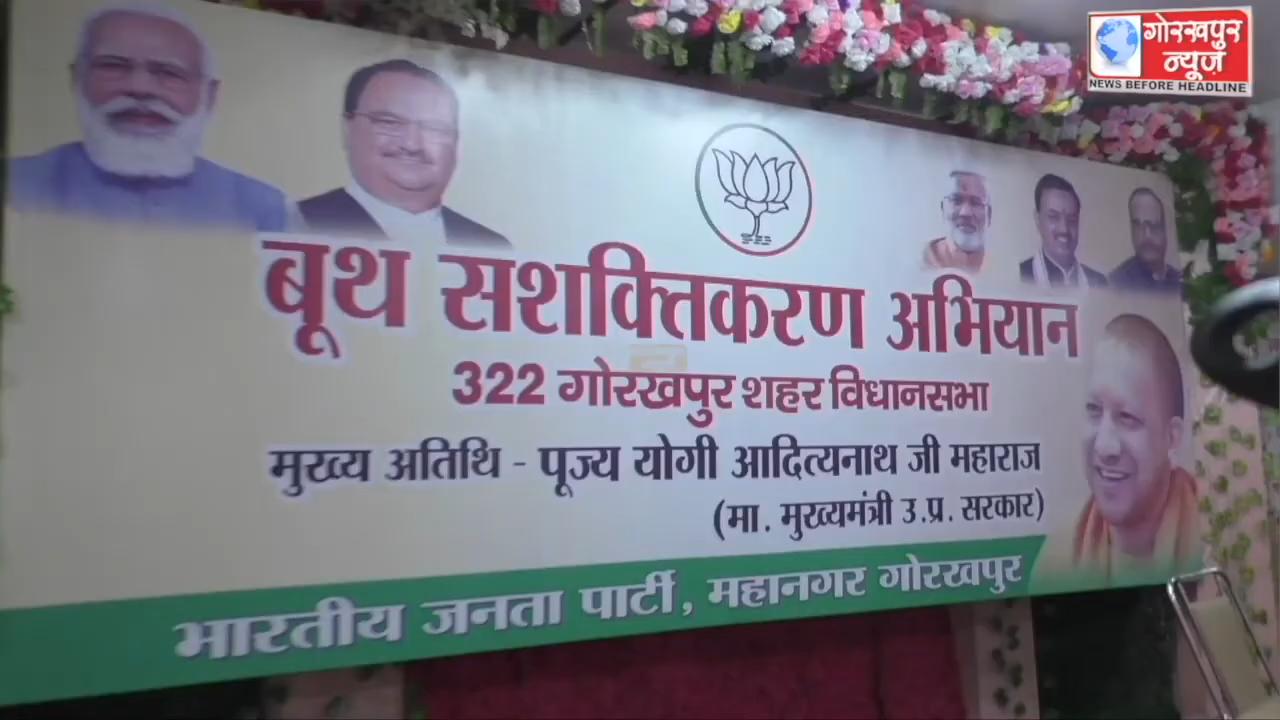 गोरखपुर
न्यूज़
NEWS BEFORE HEADLINE
बूथ सशक्तिकरण अभियान
322 गोरखपुर शहर विधानसभा
मुख्य अतिथि - पूज्य योगी आदित्यनाथ जी महाराज
(मा. मुख्यमंत्री उ.प्र. सरकार)
भारतीय जनता पार्टी, महानगर गोरखपुर